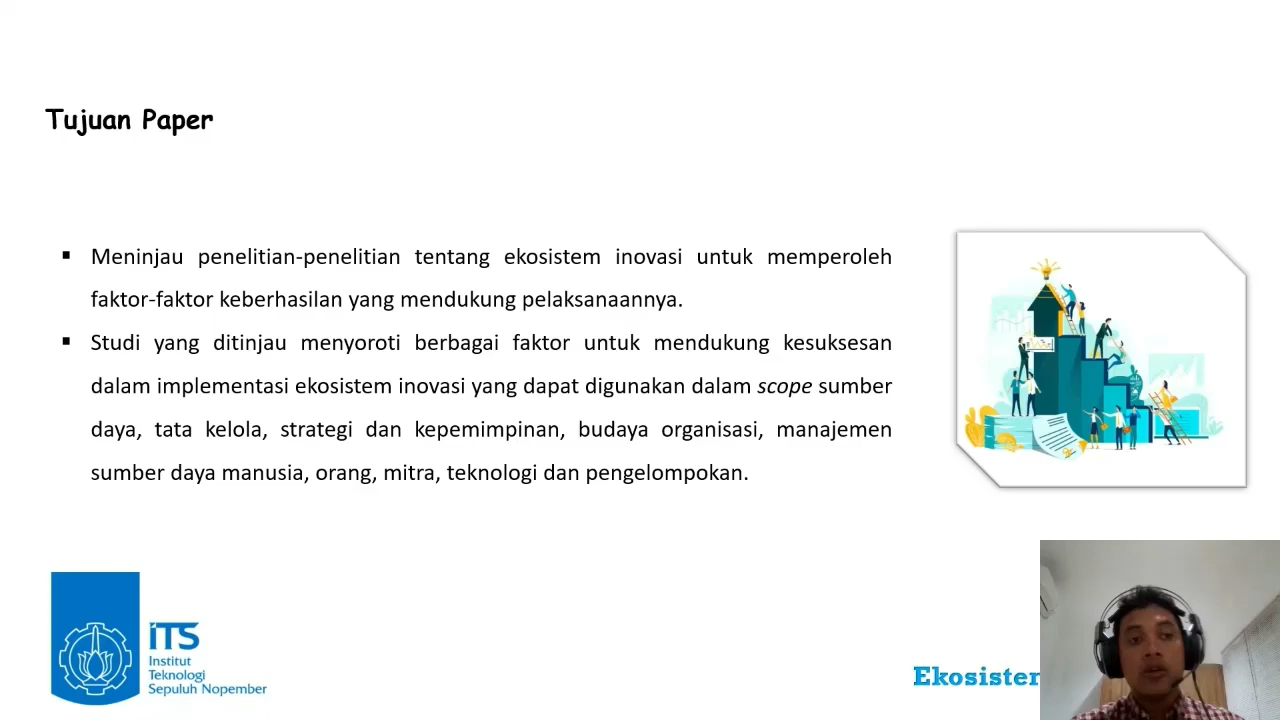 Tujuan Paper
▪ Meninjau penelitian-penelitian tentang ekosistem inovasi untuk memperoleh
faktor-faktor keberhasilan yang mendukung pelaksanaannya.
▪ Studi yang ditinjau menyoroti berbagai faktor untuk mendukung kesuksesan
dalam implementasi ekosistem inovasi yang dapat digunakan dalam scope sumber
daya, tata kelola, strategi dan kepemimpinan, budaya organisasi, manajemen
sumber daya manusia, orang, mitra, teknologi dan pengelompokan.
ITS
Institut
Teknologi
Sepuluh Nopember
Ekosister